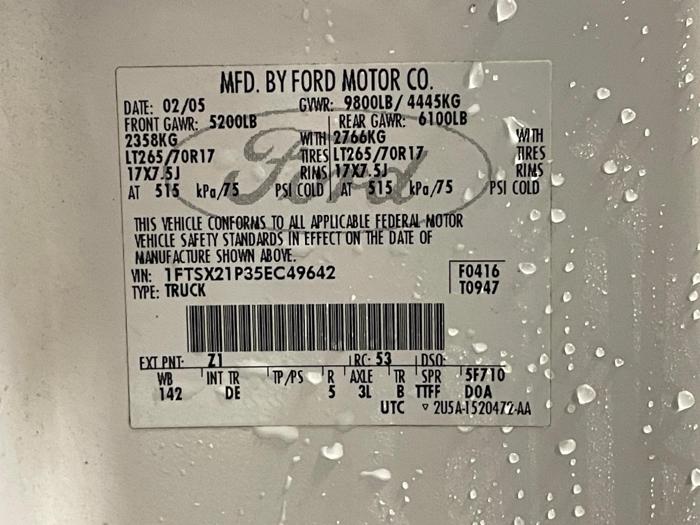 MFD. BY FORD MOTOR CO.
DATE: 02/05 GVWR: 9800LB/ 4445KG
FRONT GAWR: 5200LB REAR GAWR: 6100LB
2358KG WITH 2766KG WITH
LT265/70R17 TIRES LT265/70R17 TIRES
17X7.5J RIMS 17X7.5J RIMS
AT 515 kPa/75 PSI COLD AT 515 kPa/75 PSI COLD
Ford
THIS VEHICLE CONFORMS TO ALL APPLICABLE FEDERAL MOTOR
VEHICLE SAFETY STANDARDS IN EFFECT ON THE DATE OF
MANUFACTURE SHOWN ABOVE.
VIN: 1FTSX21P35EC49642 F0416
TYPE: TRUCK T0947
EXT PNT: Z1 RC: 53 DSO:
WB INT TR TP/PS R AXLE TR SPR 5F710
142 DE 5 3L B TTFF DOA
UTC ▽ 2U5A-1520472-AA